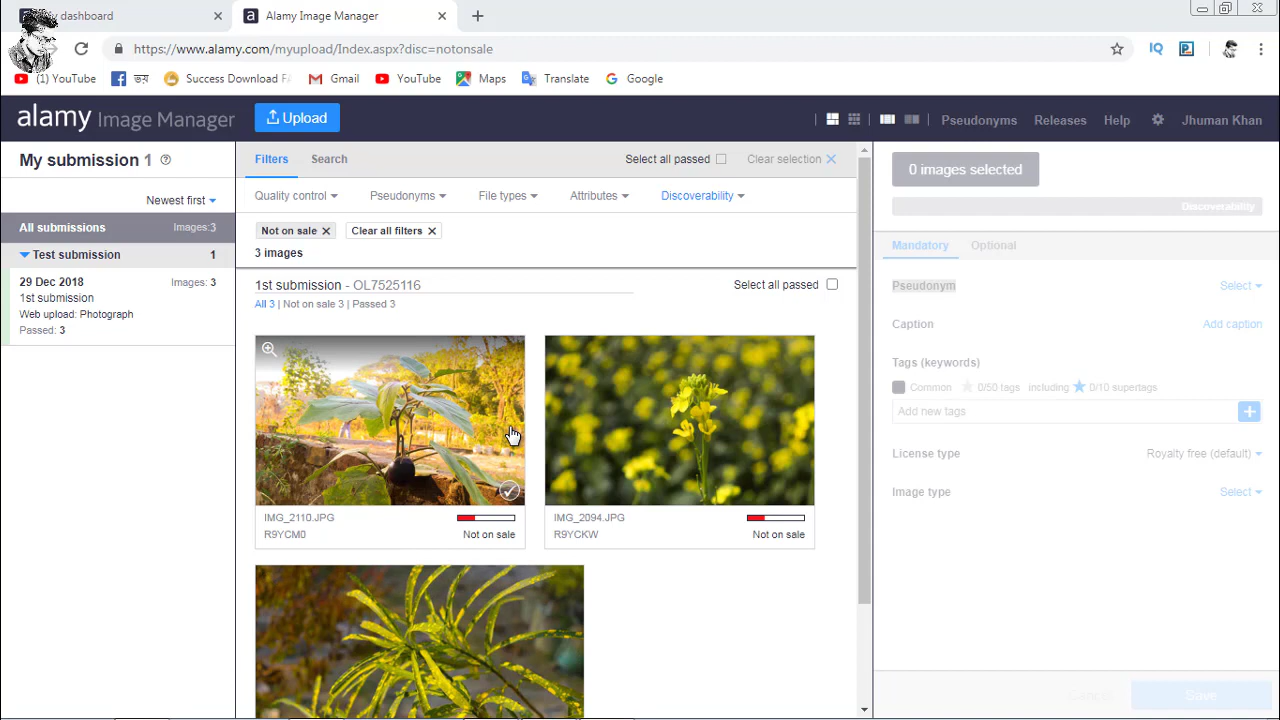 dashboard
Alamy Image Manager
https://www.alamy.com/myupload/Index.aspx?disc=notonsale
(1) YouTube
জয়
Success Download FA
Gmail
YouTube
Maps
Translate
Google
alamy Image Manager
Upload
Pseudonyms
Releases
Help
Jhuman Khan
My submission 1
Newest first
All submissions Images:3
Test submission 1
29 Dec 2018 Images: 3
1st submission
Web upload: Photograph
Passed: 3
Filters
Search
Select all passed
Clear selection
Quality control
Pseudonyms
File types
Attributes
Discoverability
Not on sale
Clear all filters
3 images
1st submission - OL7525116
Select all passed
All 3 | Not on sale 3 | Passed 3
IMG_2110.JPG
R9YCM0 Not on sale
IMG_2094.JPG
R9YCKW Not on sale
0 images selected
Discoverability
Mandatory
Optional
Pseudonym Select
Caption Add caption
Tags (keywords)
Common 0/50 tags including 0/10 supertags
Add new tags
License type Royalty free (default)
Image type Select
Save